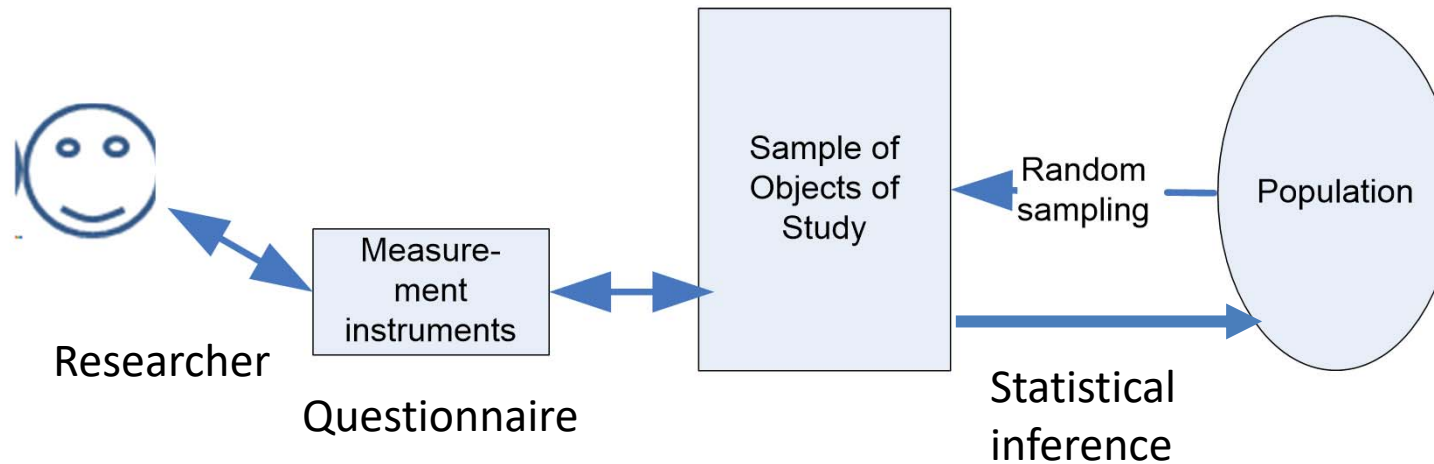 Researcher
Measure-
ment
instruments
Questionnaire
Sample of
Objects of
Study
Random
sampling
Statistical
inference
Population